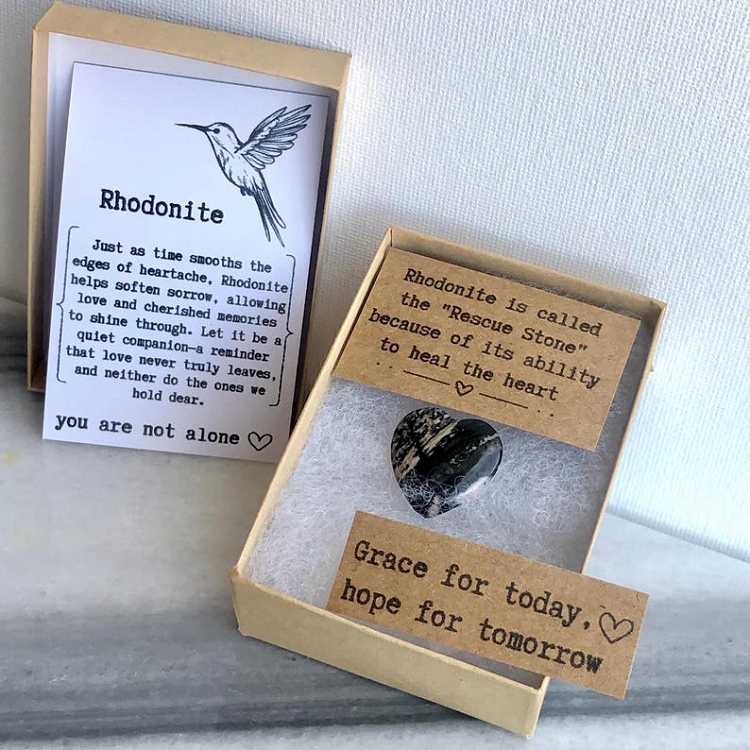 Rhodonite
Just as time smooths the
edges of heartache, Rhodonite
helps soften sorrow, allowing
love and cherished memories
to shine through. Let it be a
quiet companion—a reminder
that love never truly leaves,
and neither do the ones we
hold dear.
you are not alone
Rhodonite is called
the "Rescue Stone"
because of its ability
to heal the heart
Grace for today,
hope for tomorrow